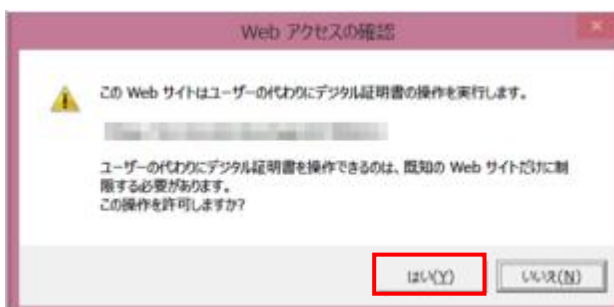 Web アクセスの確認
この Web サイトはユーザーの代わりにデジタル証明書の操作を実行します。
ユーザーの代わりにデジタル証明書を操作できるのは、既知の Web サイトだけに制
限する必要があります。
この操作を許可しますか?
はい(Y)
いいえ(N)